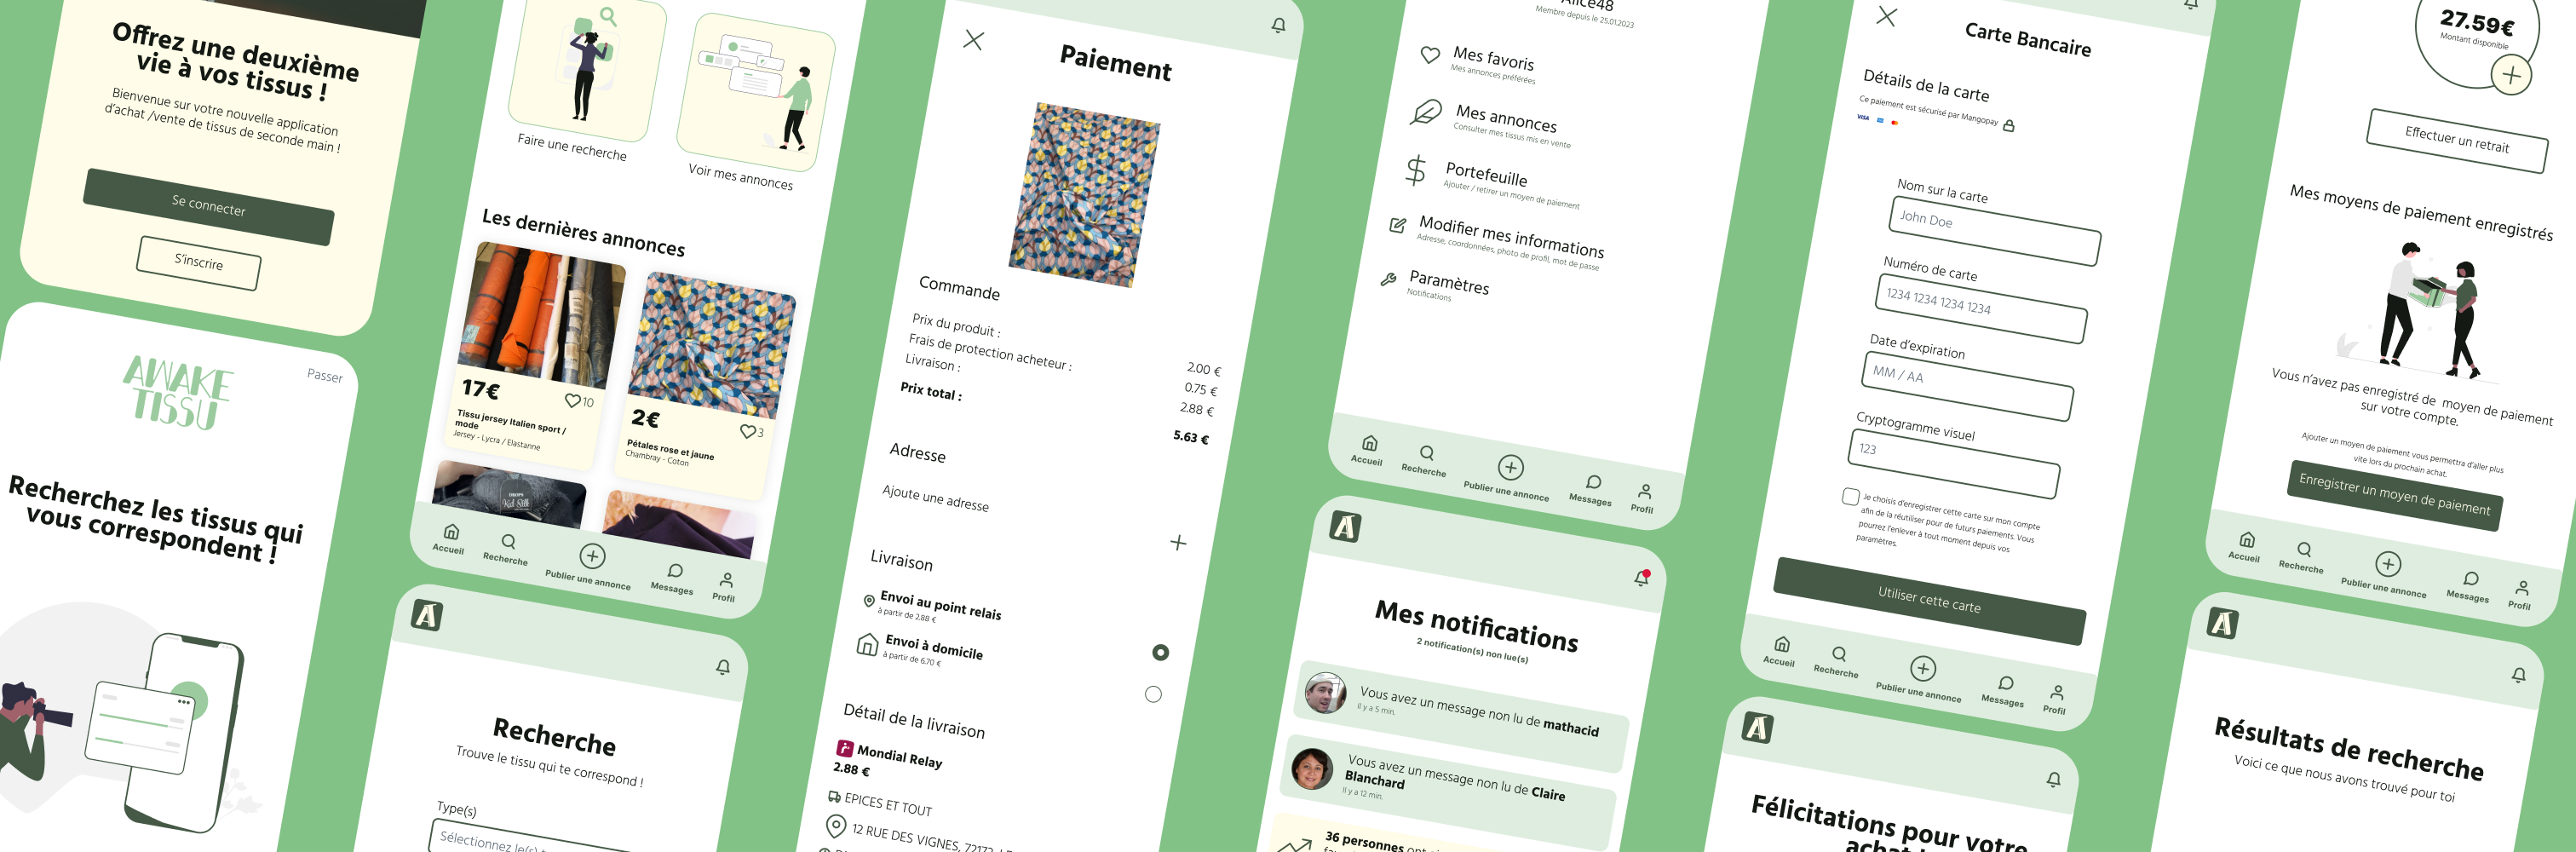 Offrez une deuxième
vie à vos tissus !
Bienvenue sur votre nouvelle application
d'achat /vente de tissus de seconde main !
Se connecter
S'inscrire
AWAKE
TISSU
Passer
Recherchez les tissus qui
vous correspondent !
Faire une recherche
Voir mes annonces
Les dernières annonces
17€
10
Tissu jersey Italien sport /
mode
Jersey - Lycra / Elastanne
2€
3
Pétales rose et jaune
Chambray - Coton
DROPS
Kid-Silk
Accueil
Recherche
Publier une annonce
Messages
Profil
A
Recherche
Trouve le tissu qui te correspond !
Type(s)
Sélectionnez le(s)
Paiement
Commande
Prix du produit :
2.00 €
Frais de protection acheteur :
0.75 €
Livraison :
2.88 €
Prix total :
5.63 €
Adresse
Ajoute une adresse
Livraison
Envoi au point relais
à partir de 2.88 €
Envoi à domicile
à partir de 6.70 €
Détail de la livraison
Mondial Relay
2.88 €
EPICES ET TOUT
12 RUE DES VIGNES, 72172,
Alice48
Membre depuis le 25.01.2023
Mes favoris
Mes annonces préférées
Mes annonces
Consulter mes tissus mis en vente
Portefeuille
Ajouter / retirer un moyen de paiement
Modifier mes informations
Adresse, coordonnées, photo de profil, mot de passe
Paramètres
Notifications
Accueil
Recherche
Publier une annonce
Messages
Profil
A
Mes notifications
2 notification(s) non lue(s)
Vous avez un message non lu de mathacid
Il y a 5 min.
Vous avez un message non lu de Claire
Blanchard
Il y a 12 min.
36 personnes ont
Carte Bancaire
Détails de la carte
Ce paiement est sécurisé par Mangopay
VISA
Nom sur la carte
John Doe
Numéro de carte
1234 1234 1234 1234
Date d'expiration
MM / AA
Cryptogramme visuel
123
Je choisis d'enregistrer cette carte sur mon compte
afin de la réutiliser pour de futurs paiements. Vous
pourrez l'enlever à tout moment depuis vos
paramètres.
Utiliser cette carte
Accueil
Recherche
Publier une annonce
Messages
Profil
A
Félicitations pour votre
achat !
27.59€
Montant disponible
Effectuer un retrait
Mes moyens de paiement enregistrés
Vous n'avez pas enregistré de moyen de paiement
sur votre compte.
Ajouter un moyen de paiement vous permettra d'aller plus
vite lors du prochain achat.
Enregistrer un moyen de paiement
Accueil
Recherche
Publier une annonce
Messages
Profil
A
Résultats de recherche
Voici ce que nous avons trouvé pour toi